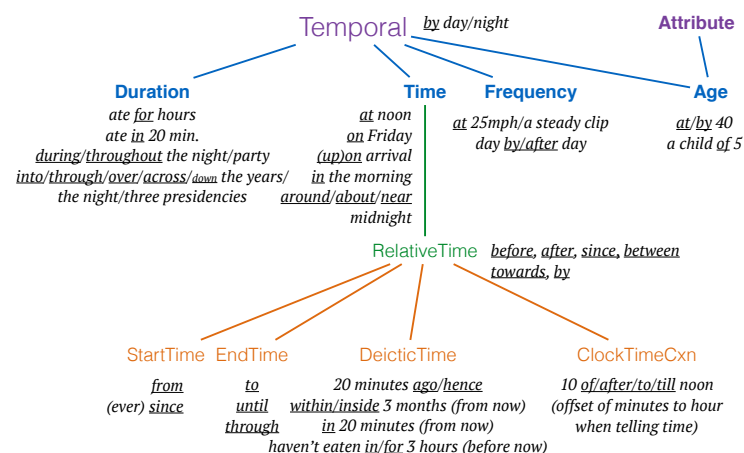 Temporal
by day/night
Attribute
Duration
ate for hours
ate in 20 min.
during/throughout the night/party
into/through/over/across/down the years/
the night/three presidencies
Time
at noon
on Friday
(up)on arrival
in the morning
around/about/near
midnight
Frequency
at 25mph/a steady clip
day by/after day
Age
at/by 40
a child of 5
RelativeTime
before, after, since, between
towards, by
StartTime
from
(ever) since
EndTime
to
until
through
DeicticTime
20 minutes ago/hence
within/inside 3 months (from now)
in 20 minutes (from now)
haven't eaten in/for 3 hours (before now)
ClockTimeCxn
10 of/after/to/till noon
(offset of minutes to hour
when telling time)